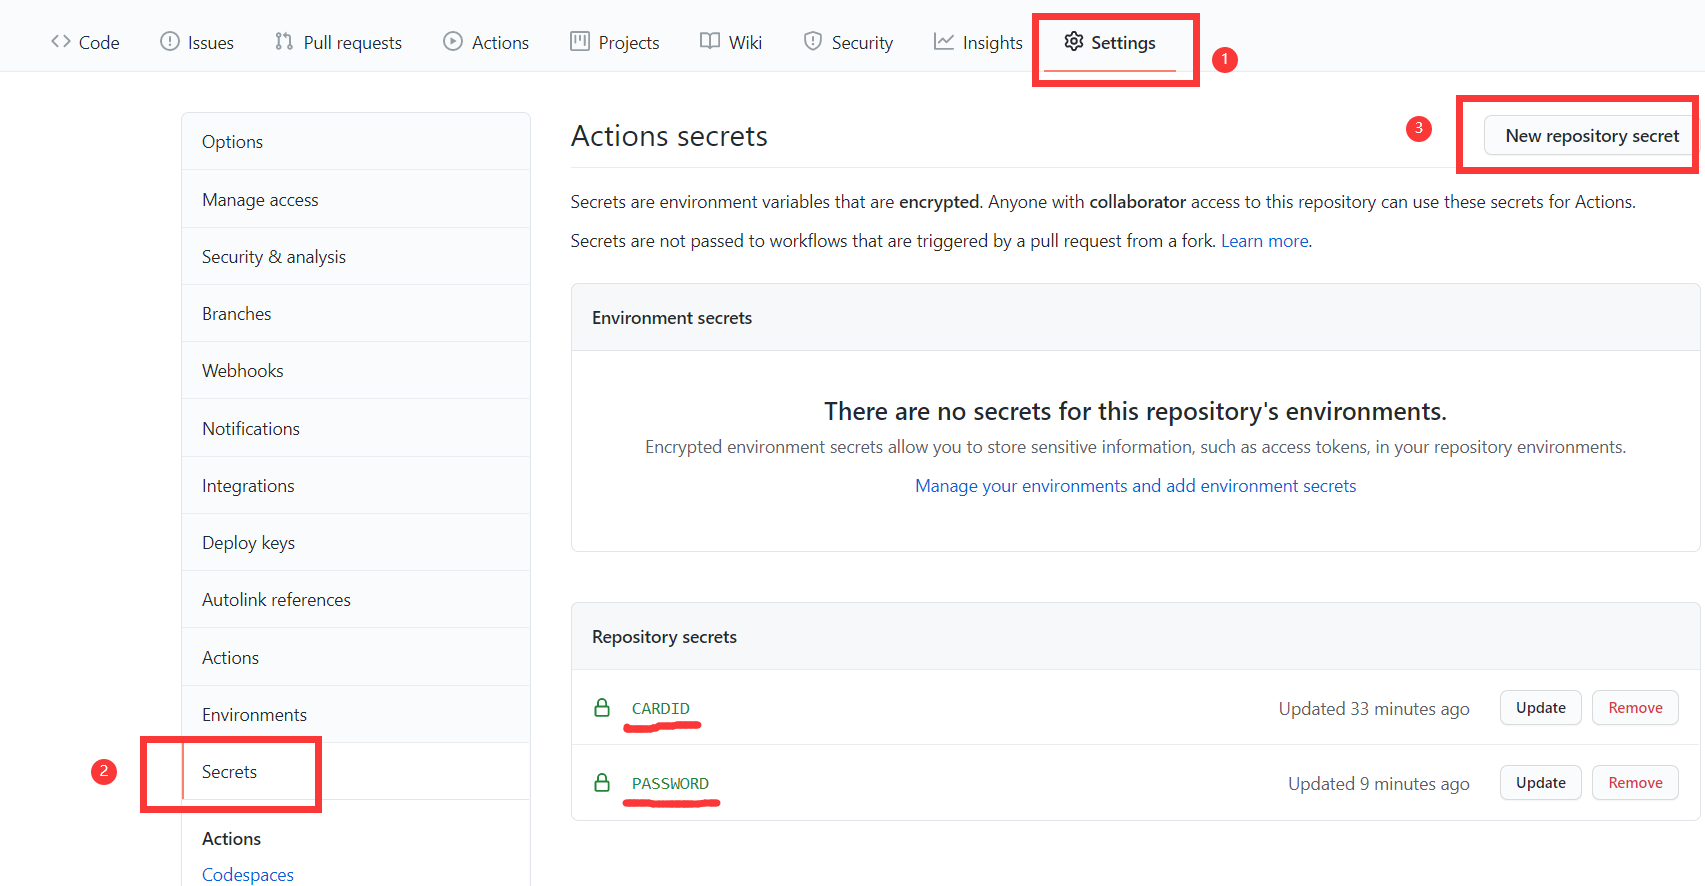 Code Issues Pull requests Actions Projects Wiki Security Insights Settings 1
Options
Manage access
Security & analysis
Branches
Webhooks
Notifications
Integrations
Deploy keys
Autolink references
Actions
Environments
2 Secrets
Actions
Codespaces
Actions secrets
3 New repository secret
Secrets are environment variables that are encrypted. Anyone with collaborator access to this repository can use these secrets for Actions.
Secrets are not passed to workflows that are triggered by a pull request from a fork. Learn more.
Environment secrets
There are no secrets for this repository's environments.
Encrypted environment secrets allow you to store sensitive information, such as access tokens, in your repository environments.
Manage your environments and add environment secrets
Repository secrets
CARDID Updated 33 minutes ago Update Remove
PASSWORD Updated 9 minutes ago Update Remove